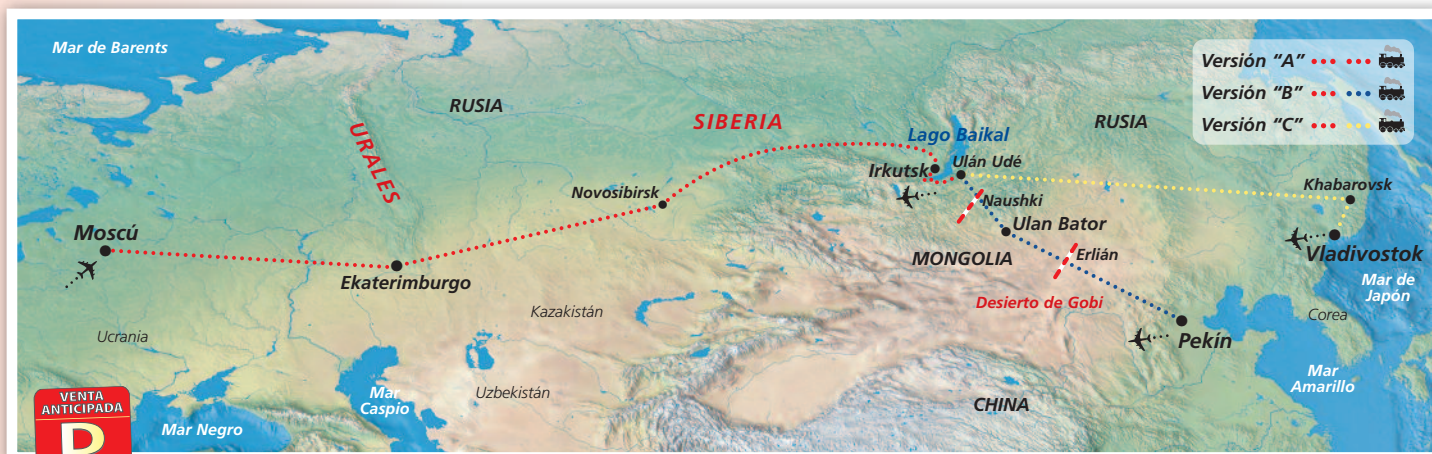 Mar de Barents
Versión "A"
Versión "B"
Versión "C"
RUSIA
URALES
SIBERIA
RUSIA
Lago Baikal
Irkutsk
Ulán Udé
Khabarovsk
Novosibirsk
Naushki
Moscú
Ulan Bator
Vladivostok
MONGOLIA
Erlián
Ekaterimburgo
Mar de
Japón
Desierto de Gobi
Kazakistán
Corea
Ucrania
Pekín
Mar
Amarillo
VENTA
ANTICIPADA
Mar
Caspio
Uzbekistán
CHINA
Mar Negro